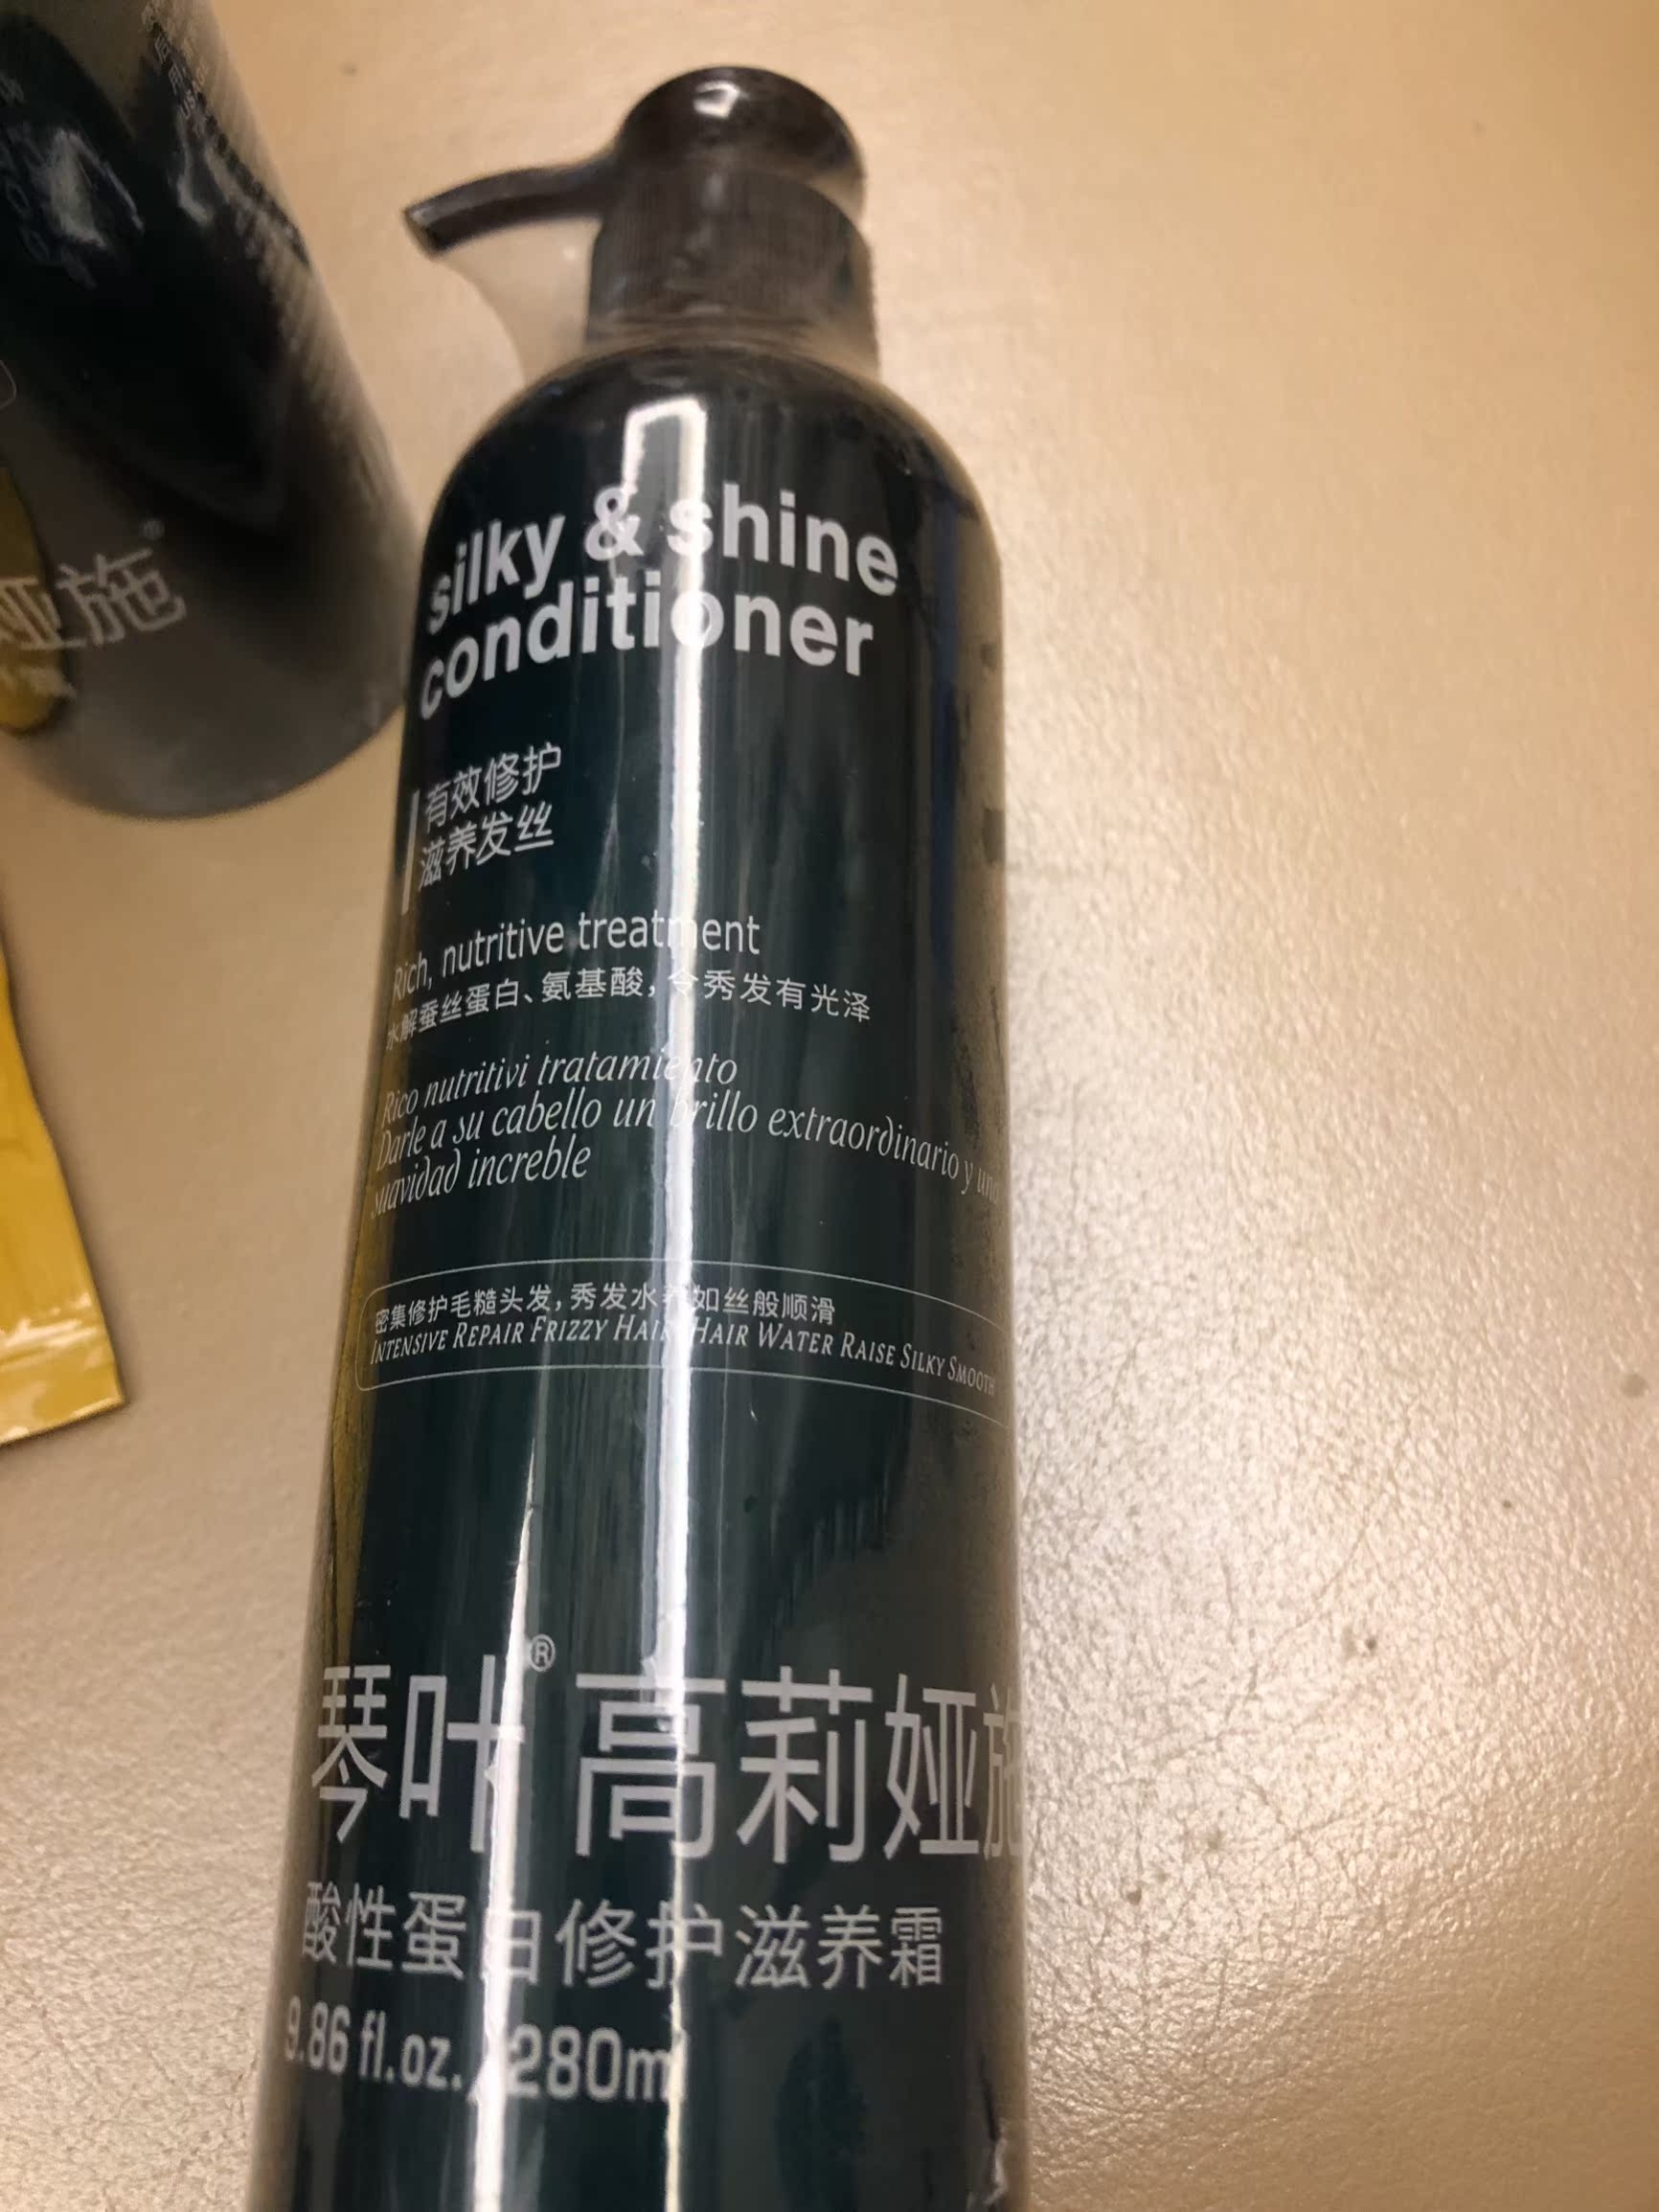 silky & shine
conditioner
有效修护
滋养发丝
Rich, nutritive treatment
水解蚕丝蛋白、氨基酸，令秀发有光泽
Rico nutritivi tratamiento
Darle a su cabello un brillo extraordinario y una
suavidad increble
密集修护毛糙头发，秀发水养如丝般顺滑
INTENSIVE REPAIR FRIZZY HAIR HAIR WATER RAISE SILKY SMOOTH
琴叶® 高莉娅施
酸性蛋白修护滋养霜
9.86 fl.oz. / 280ml
娅施